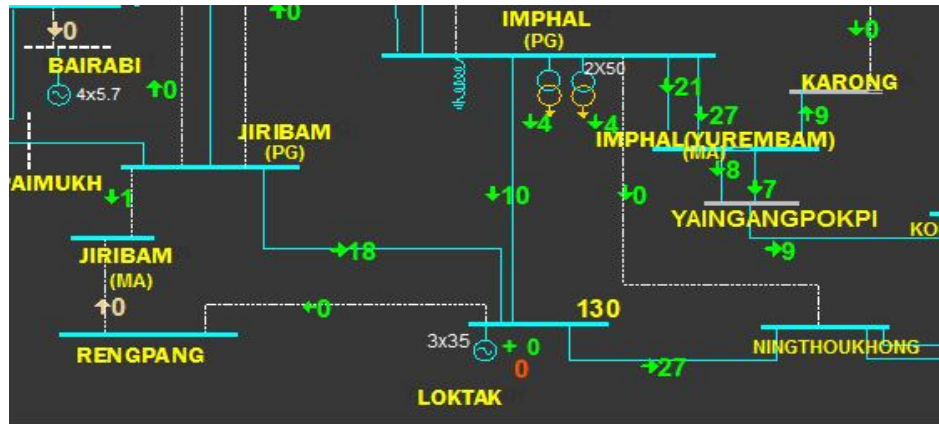 0
0
IMPHAL
(PG)
0
BAIRABI
4x5.7
0
2X50
21
KARONG
4
4
27
9
JIRIBAM
(PG)
IMPHAL(YUREMBAM)
(MA)
8
PAIMUKH
1
10
0
7
YAINGANGPOKPI
KO
JIRIBAM
(MA)
18
9
0
0
130
RENGPANG
3x35
+ 0
0
NINGTHOUKHONG
27
LOKTAK